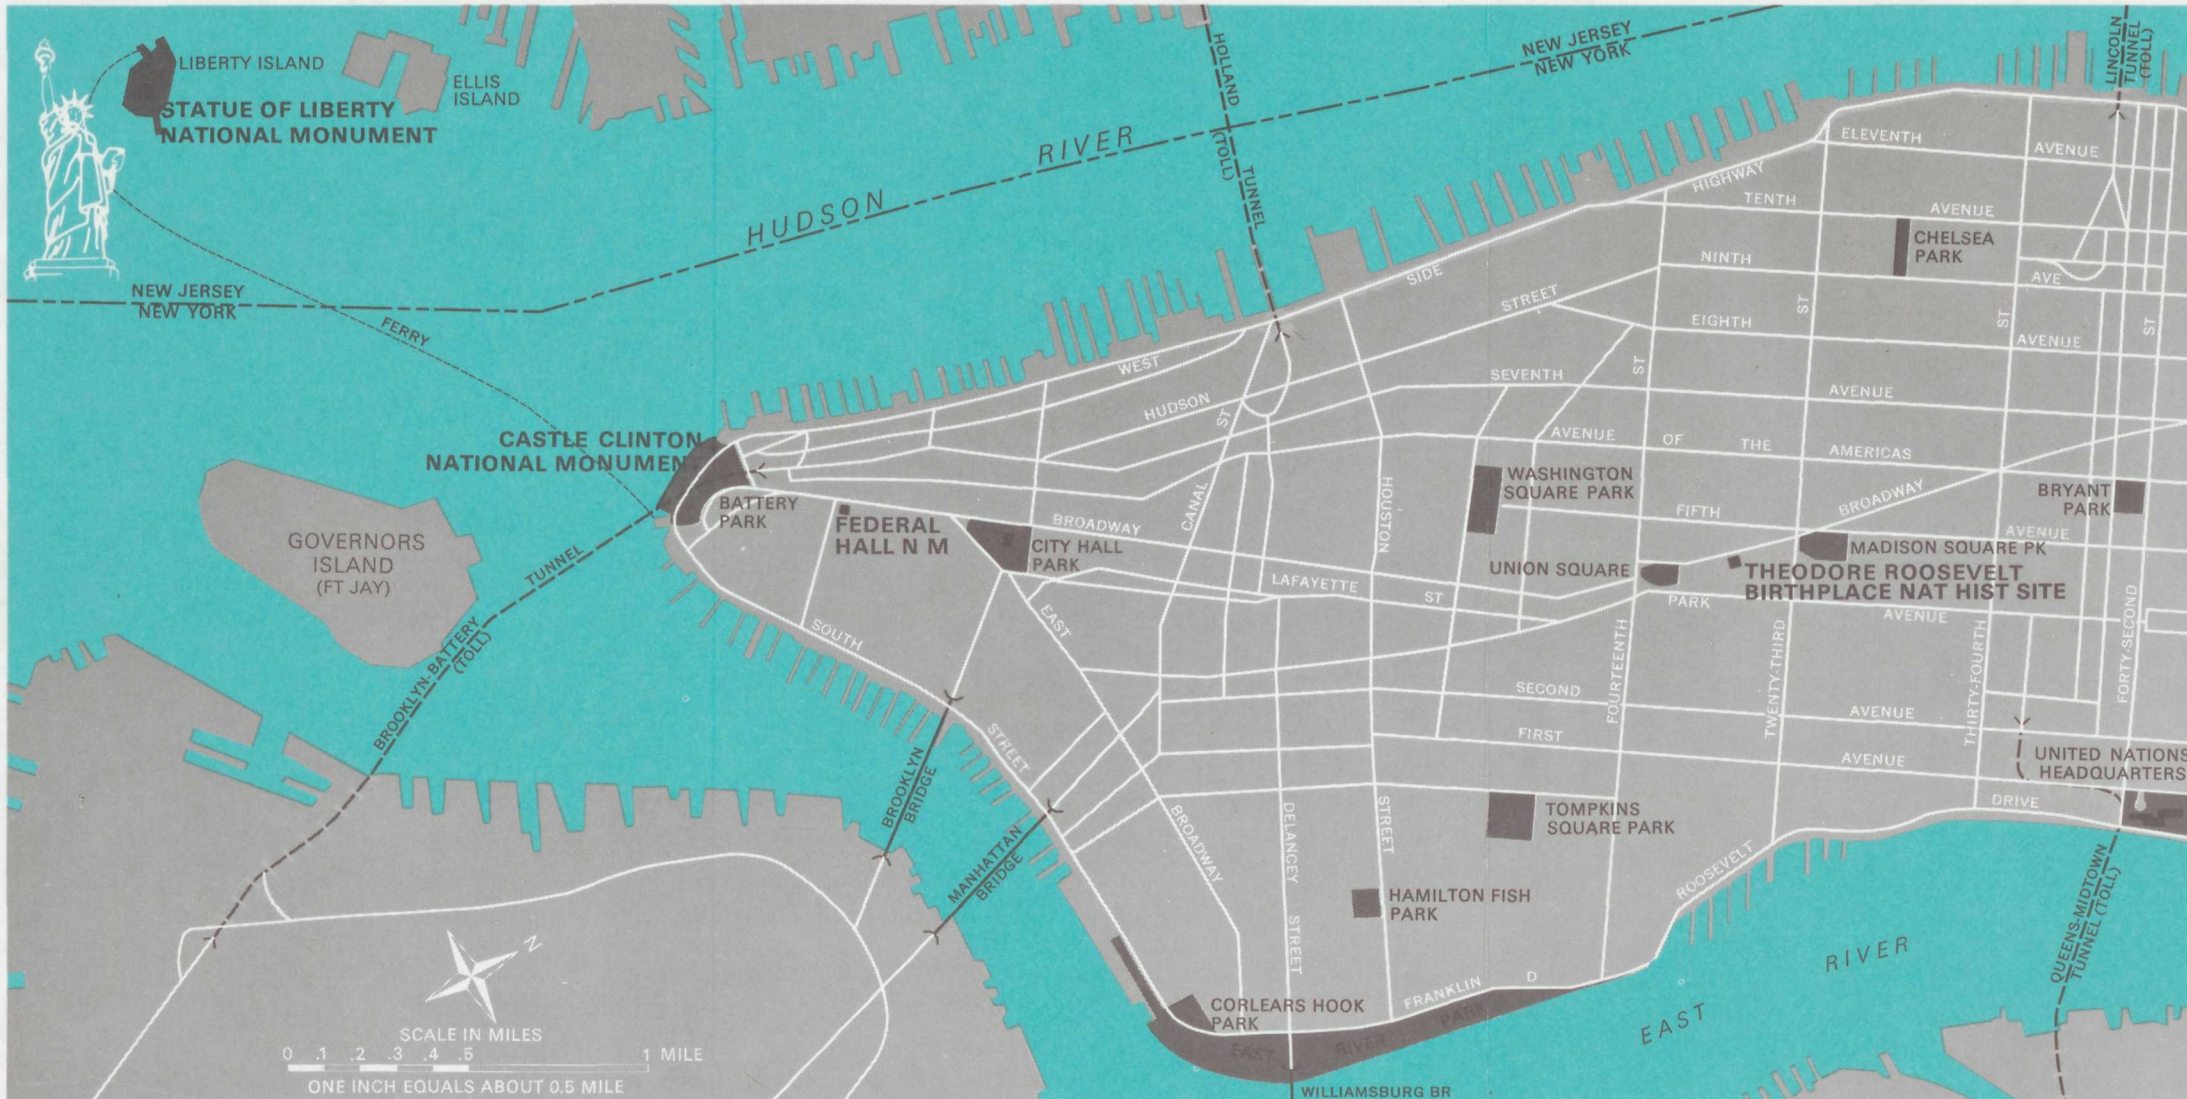 LIBERTY ISLAND
STATUE OF LIBERTY
NATIONAL MONUMENT
ELLIS
ISLAND
HOLLAND
TUNNEL
(TOLL)
NEW JERSEY
NEW YORK
LINCOLN
TUNNEL
(TOLL)
HUDSON RIVER
NEW JERSEY
NEW YORK
FERRY
ELEVENTH AVENUE
HIGHWAY
TENTH AVENUE
CHELSEA
PARK
NINTH AVE
SIDE
STREET
EIGHTH AVENUE
ST
ST
ST
ST
WEST
HUDSON
ST
SEVENTH AVENUE
AVENUE OF THE AMERICAS
CASTLE CLINTON
NATIONAL MONUMENT
BATTERY
PARK
FEDERAL
HALL N M
CITY HALL
PARK
BROADWAY
CANAL
HOUSTON
WASHINGTON
SQUARE PARK
FIFTH AVENUE
BROADWAY
BRYANT
PARK
MADISON SQUARE PK
UNION SQUARE
THEODORE ROOSEVELT
BIRTHPLACE NAT HIST SITE
LAFAYETTE ST
PARK AVENUE
GOVERNORS
ISLAND
(FT JAY)
TUNNEL
BROOKLYN-BATTERY
(TOLL)
SOUTH
STREET
EAST
BROADWAY
SECOND AVENUE
FIRST AVENUE
FOURTEENTH
TWENTY-THIRD
THIRTY-FOURTH
FORTY-SECOND
UNITED NATIONS
HEADQUARTERS
BROOKLYN
BRIDGE
MANHATTAN
BRIDGE
DELANCEY
STREET
STREET
TOMPKINS
SQUARE PARK
HAMILTON FISH
PARK
FRANKLIN D
ROOSEVELT
DRIVE
CORLEARS HOOK
PARK
EAST RIVER PARK
EAST RIVER
QUEENS-MIDTOWN
TUNNEL (TOLL)
WILLIAMSBURG BR
N
SCALE IN MILES
0 .1 .2 .3 .4 .5 1 MILE
ONE INCH EQUALS ABOUT 0.5 MILE